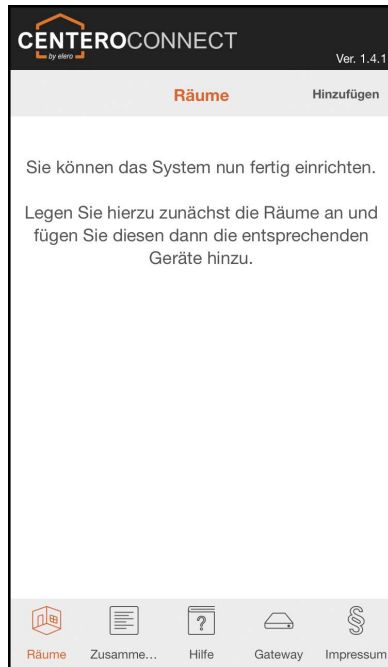 CENTEROCONNECT
by elero
Ver. 1.4.1
Räume
Hinzufügen
Sie können das System nun fertig einrichten.
Legen Sie hierzu zunächst die Räume an und
fügen Sie diesen dann die entsprechenden
Geräte hinzu.
?
§
Räume
Zusamme...
Hilfe
Gateway
Impressum